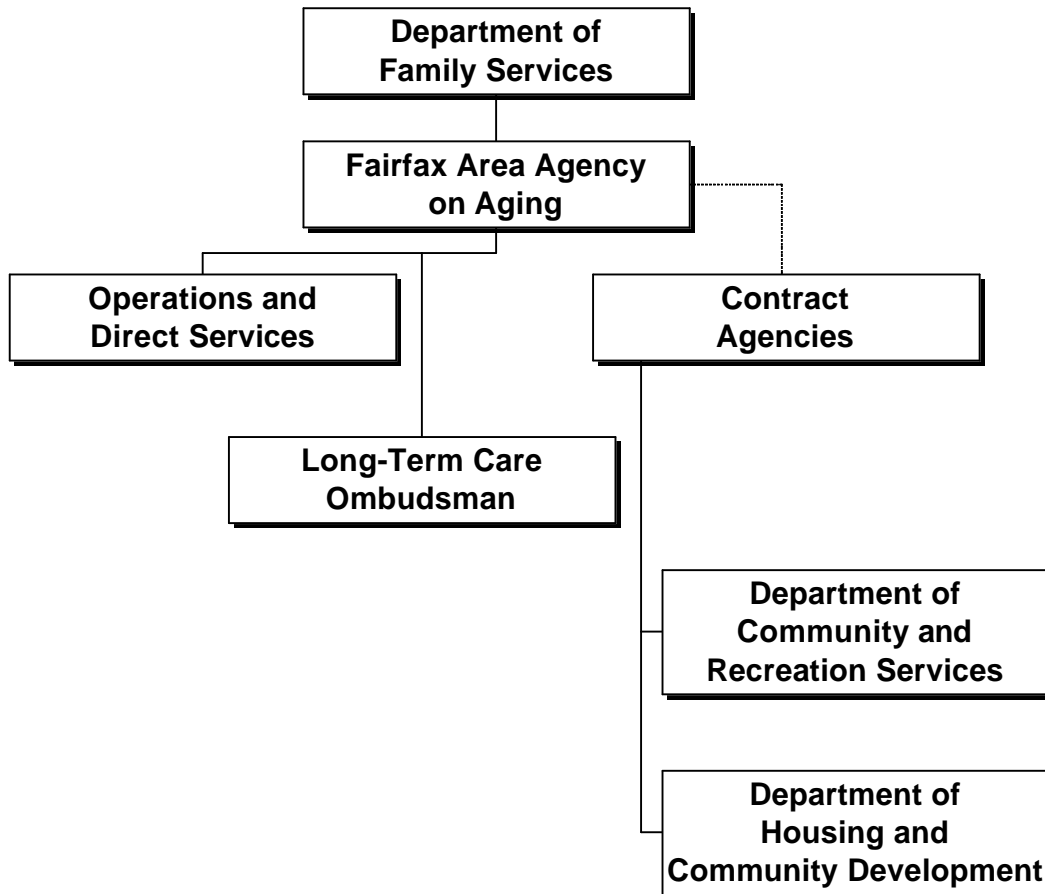 Department of
Family Services
Fairfax Area Agency
on Aging
Operations and
Direct Services
Contract
Agencies
Long-Term Care
Ombudsman
Department of
Community and
Recreation Services
Department of
Housing and
Community Development